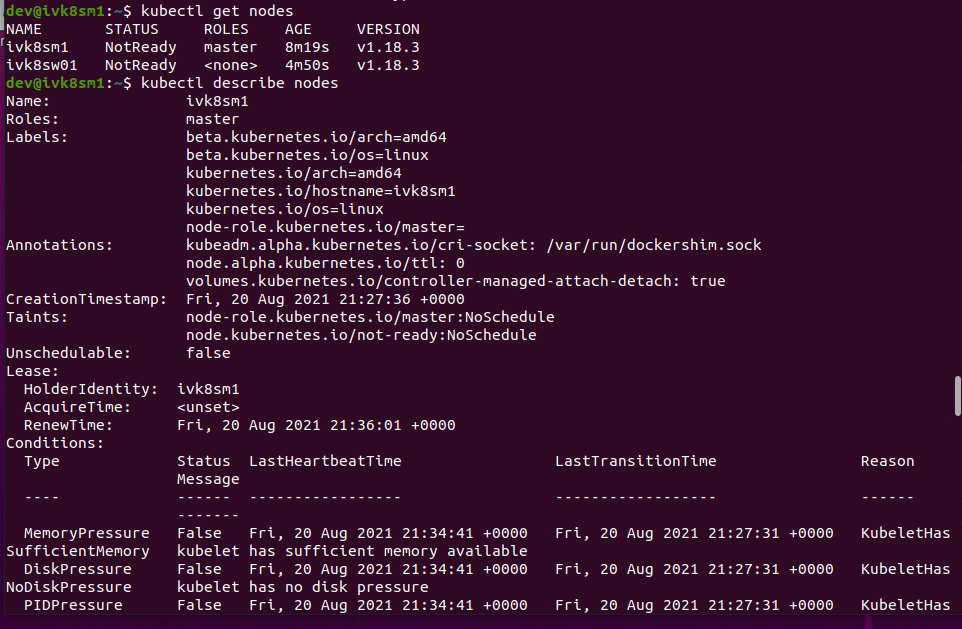 dev@ivk8sm1:~$ kubectl get nodes
NAME       STATUS     ROLES    AGE     VERSION
ivk8sm1    NotReady   master   8m19s   v1.18.3
ivk8sw01   NotReady   <none>   4m50s   v1.18.3
dev@ivk8sm1:~$ kubectl describe nodes
Name:               ivk8sm1
Roles:              master
Labels:             beta.kubernetes.io/arch=amd64
                    beta.kubernetes.io/os=linux
                    kubernetes.io/arch=amd64
                    kubernetes.io/hostname=ivk8sm1
                    kubernetes.io/os=linux
                    node-role.kubernetes.io/master=
Annotations:        kubeadm.alpha.kubernetes.io/cri-socket: /var/run/dockershim.sock
                    node.alpha.kubernetes.io/ttl: 0
                    volumes.kubernetes.io/controller-managed-attach-detach: true
CreationTimestamp:  Fri, 20 Aug 2021 21:27:36 +0000
Taints:             node-role.kubernetes.io/master:NoSchedule
                    node.kubernetes.io/not-ready:NoSchedule
Unschedulable:      false
Lease:
  HolderIdentity:  ivk8sm1
  AcquireTime:     <unset>
  RenewTime:       Fri, 20 Aug 2021 21:36:01 +0000
Conditions:
  Type             Status  LastHeartbeatTime                 LastTransitionTime                Reason
                   Message
  ----             ------  -----------------                 ------------------                ------
                   -------
  MemoryPressure   False   Fri, 20 Aug 2021 21:34:41 +0000   Fri, 20 Aug 2021 21:27:31 +0000   KubeletHas
SufficientMemory   kubelet has sufficient memory available
  DiskPressure     False   Fri, 20 Aug 2021 21:34:41 +0000   Fri, 20 Aug 2021 21:27:31 +0000   KubeletHas
NoDiskPressure     kubelet has no disk pressure
  PIDPressure      False   Fri, 20 Aug 2021 21:34:41 +0000   Fri, 20 Aug 2021 21:27:31 +0000   KubeletHas